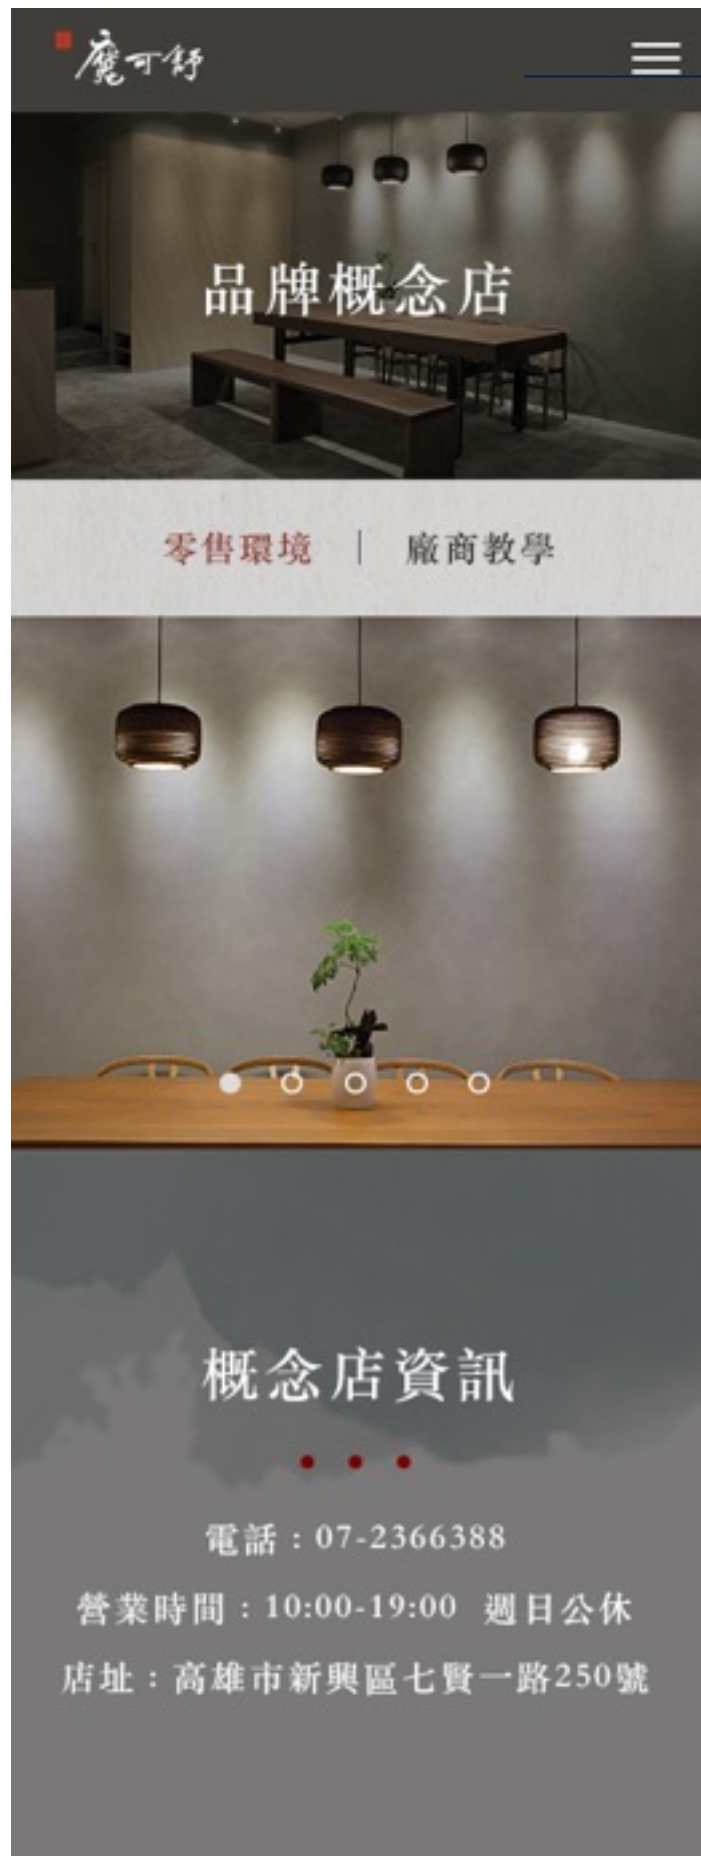 魔可舒
品牌概念店
零售環境 | 廠商教學
概念店資訊
電話：07-2366388
營業時間：10:00-19:00 週日公休
店址：高雄市新興區七賢一路250號